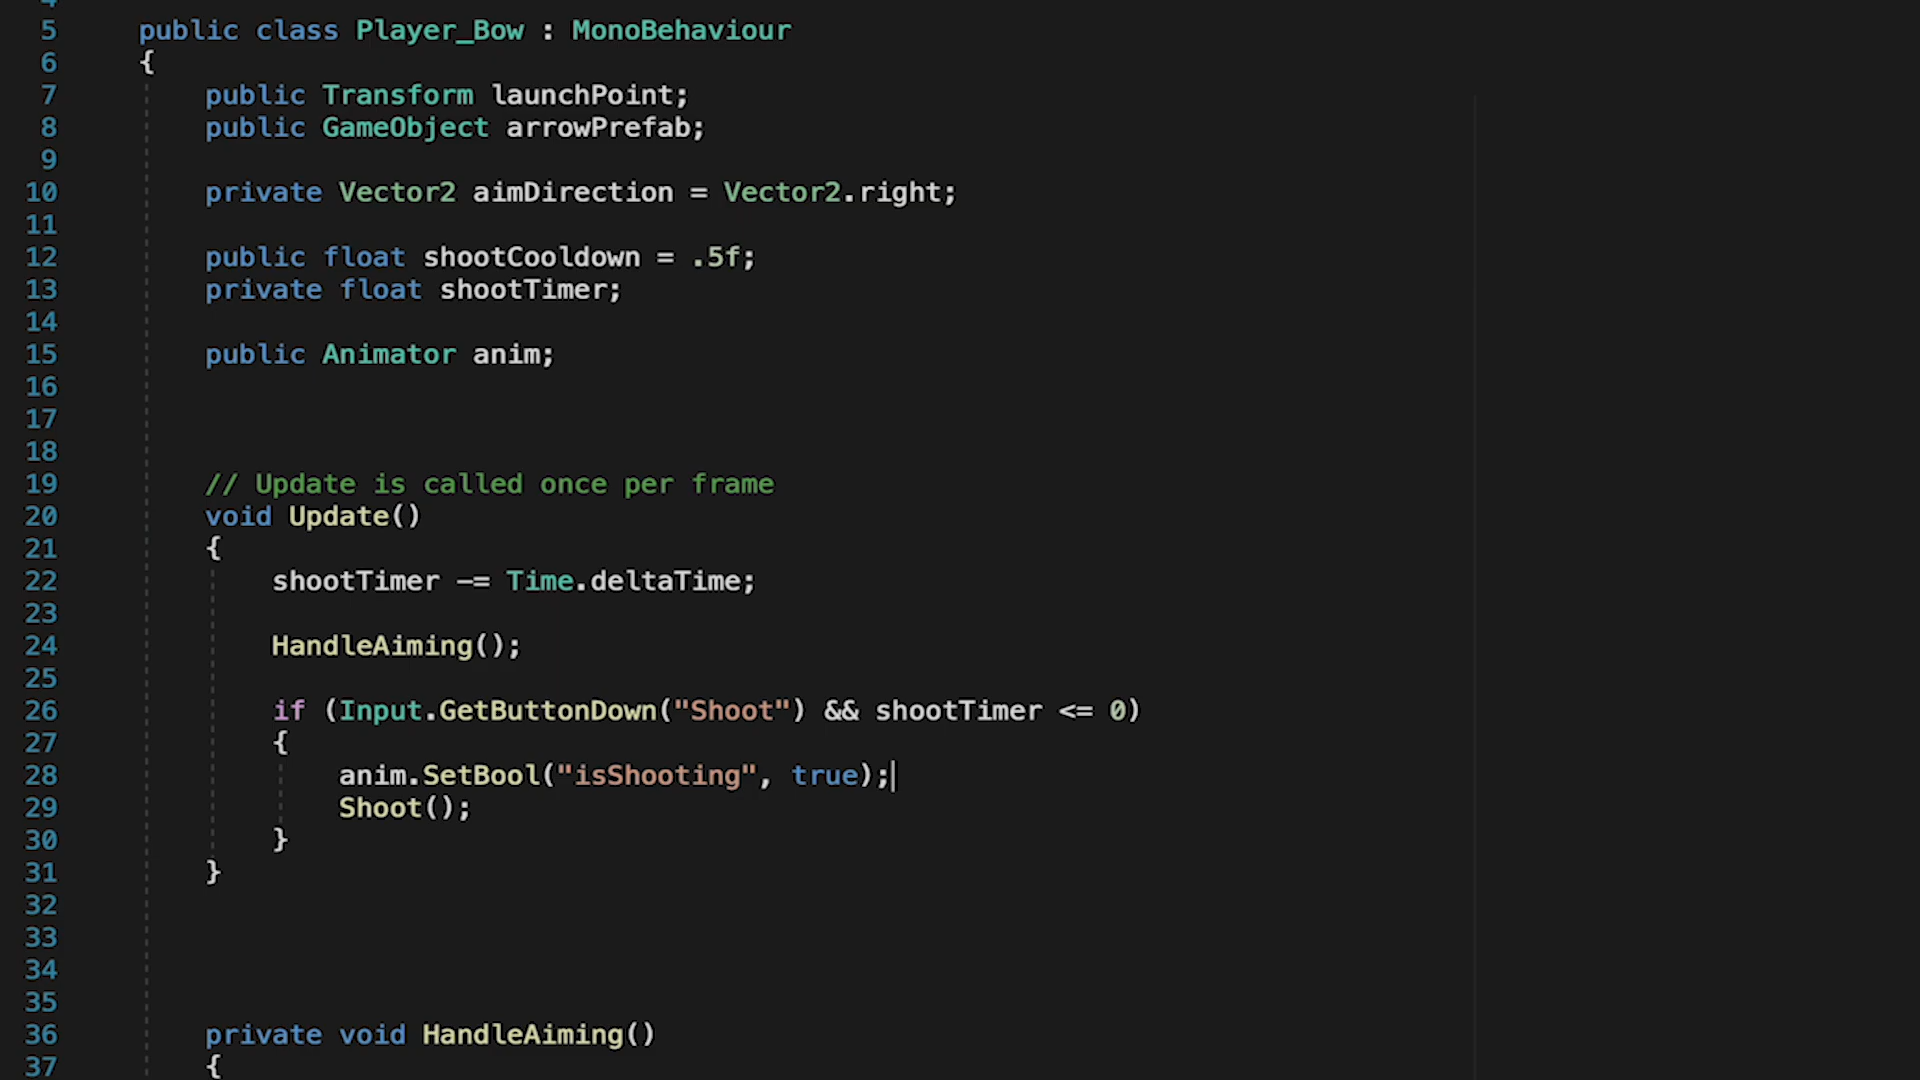 4
5 public class Player_Bow : MonoBehaviour
6 {
7 public Transform launchPoint;
8 public GameObject arrowPrefab;
9
10 private Vector2 aimDirection = Vector2.right;
11
12 public float shootCooldown = .5f;
13 private float shootTimer;
14
15 public Animator anim;
16
17
18
19 // Update is called once per frame
20 void Update()
21 {
22 shootTimer -= Time.deltaTime;
23
24 HandleAiming();
25
26 if (Input.GetButtonDown("Shoot") && shootTimer <= 0)
27 {
28 anim.SetBool("isShooting", true);
29 Shoot();
30 }
31 }
32
33
34
35
36 private void HandleAiming()
37 {